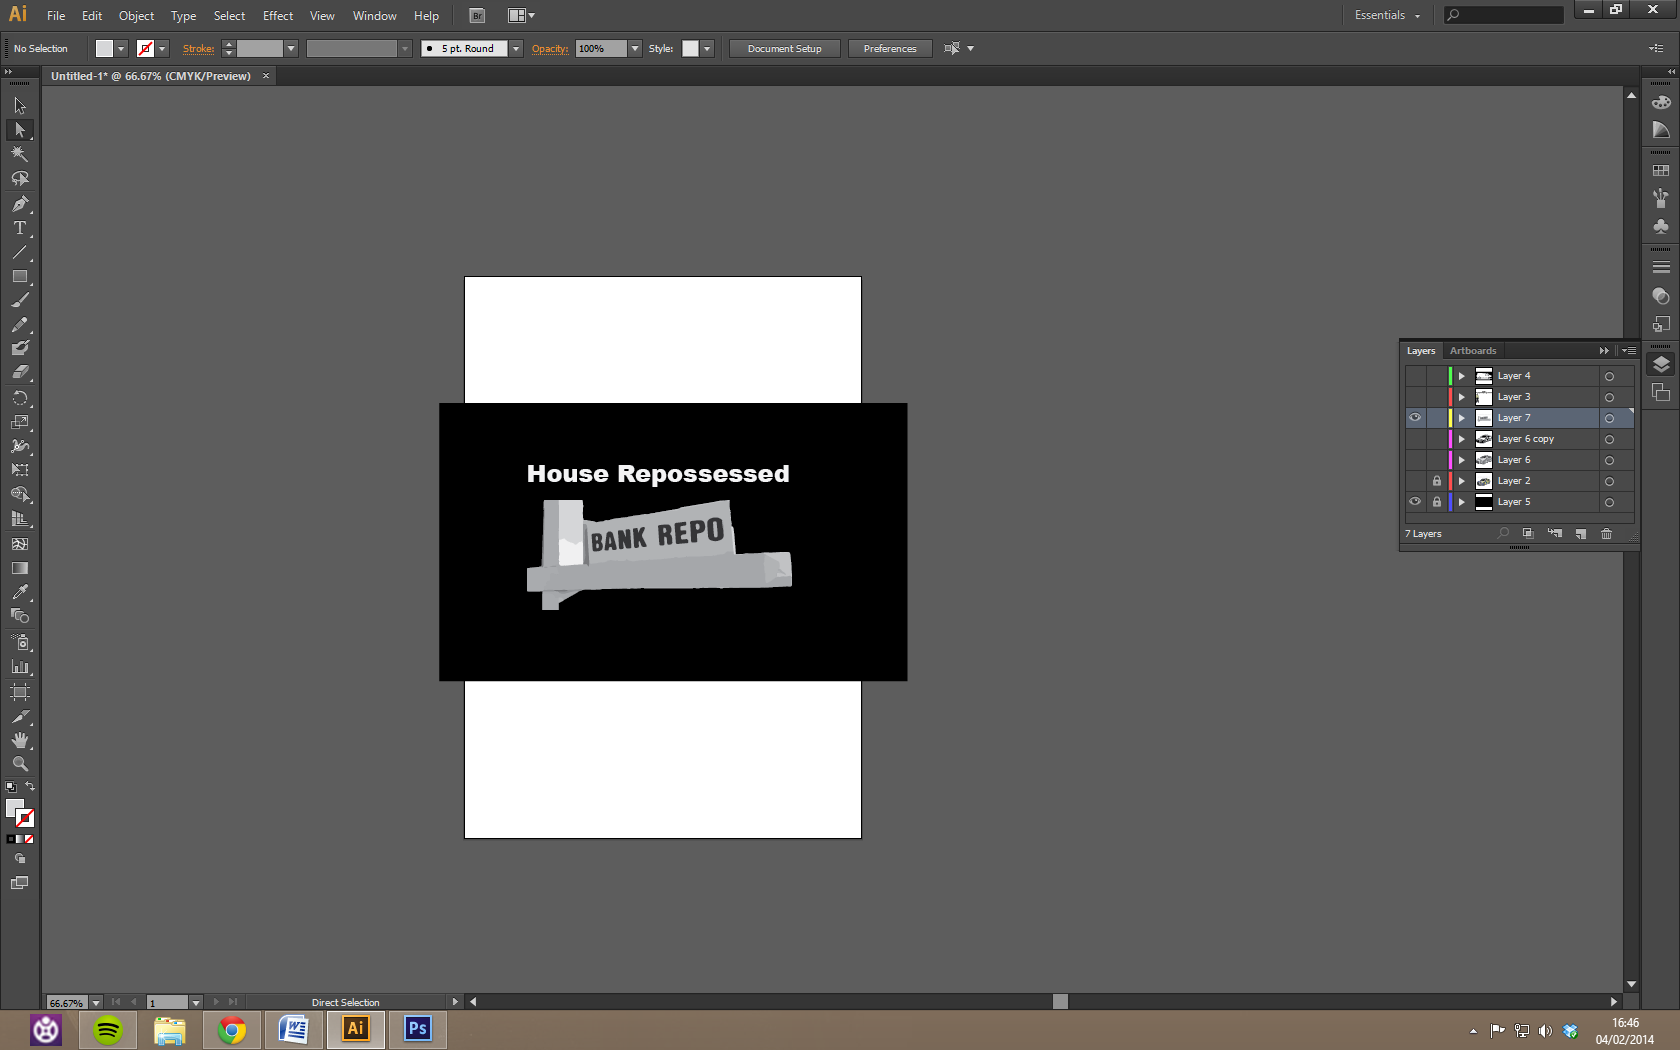 Ai File Edit Object Type Select Effect View Window Help Br Essentials
No Selection Stroke: 5 pt. Round Opacity: 100% Style: Document Setup Preferences
Untitled-1* @ 66.67% (CMYK/Preview) ×
T
House Repossessed
BANK REPO
Layers Artboards
Layer 4
Layer 3
Layer 7
Layer 6 copy
Layer 6
Layer 2
Layer 5
7 Layers
66.67% 1 Direct Selection
W Ai Ps
16:46
04/02/2014